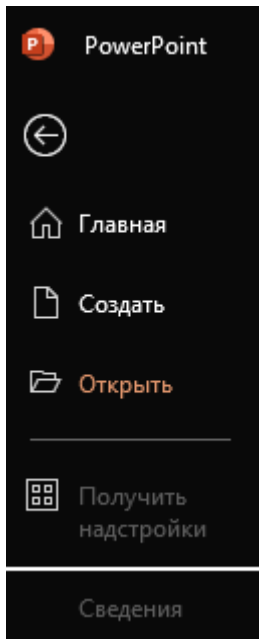 PowerPoint
Главная
Создать
Открыть
Получить
надстройки
Сведения